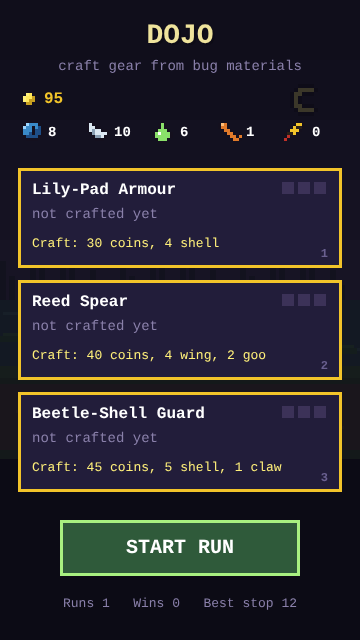 DOJO
craft gear from bug materials
95
8 10 6 1 0
Lily-Pad Armour
not crafted yet
Craft: 30 coins, 4 shell
1
Reed Spear
not crafted yet
Craft: 40 coins, 4 wing, 2 goo
2
Beetle-Shell Guard
not crafted yet
Craft: 45 coins, 5 shell, 1 claw
3
START RUN
Runs 1 Wins 0 Best stop 12